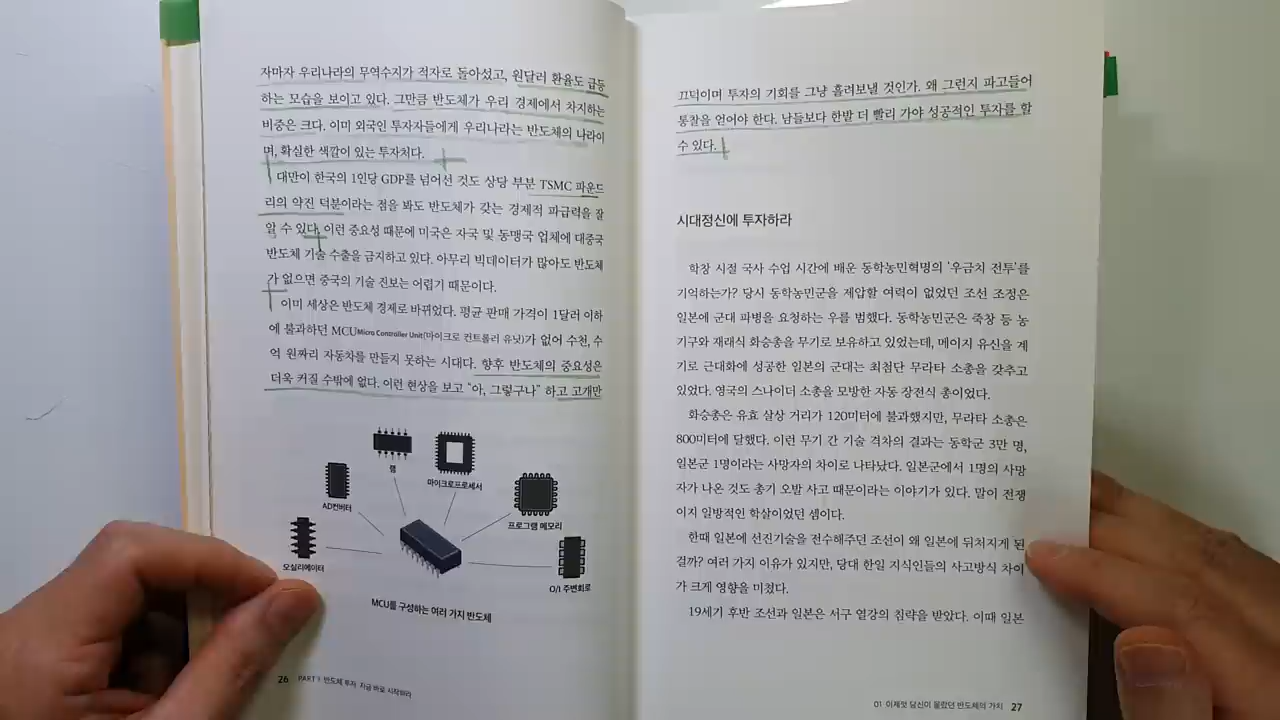 자마자 우리나라의 무역수지가 적자로 돌아섰고, 원달러 환율도 급등
하는 모습을 보이고 있다. 그만큼 반도체가 우리 경제에서 차지하는
비중은 크다. 이미 외국인 투자자들에게 우리나라는 반도체의 나라이
며, 확실한 색깔이 있는 투자처다.
대만이 한국의 1인당 GDP를 넘어선 것도 상당 부분 TSMC 파운드
리의 약진 덕분이라는 점을 봐도 반도체가 갖는 경제적 파급력을 잘
알 수 있다. 이런 중요성 때문에 미국은 자국 및 동맹국 업체에 대중국
반도체 기술 수출을 금지하고 있다. 아무리 빅데이터가 많아도 반도체
가 없으면 중국의 기술 진보는 어렵기 때문이다.
이미 세상은 반도체 경제로 바뀌었다. 평균 판매 가격이 1달러 이하
에 불과하던 MCU Micro Controller Unit(마이크로 컨트롤러 유닛)가 없어 수천, 수
억 원짜리 자동차를 만들지 못하는 시대다. 향후 반도체의 중요성은
더욱 커질 수밖에 없다. 이런 현상을 보고 “아, 그렇구나” 하고 고개만
램
마이크로프로세서
AD컨버터
프로그램 메모리
오실리에이터
O/I 주변회로
MCU를 구성하는 여러 가지 반도체
26 PART 1 반도체 투자, 지금 바로 시작하라
끄덕이며 투자의 기회를 그냥 흘려보낼 것인가. 왜 그런지 파고들어
통찰을 얻어야 한다. 남들보다 한발 더 빨리 가야 성공적인 투자를 할
수 있다.
시대정신에 투자하라
학창 시절 국사 수업 시간에 배운 동학농민혁명의 ‘우금치 전투’를
기억하는가? 당시 동학농민군을 제압할 여력이 없었던 조선 조정은
일본에 군대 파병을 요청하는 우를 범했다. 동학농민군은 죽창 등 농
기구와 재래식 화승총을 무기로 보유하고 있었는데, 메이지 유신을 계
기로 근대화에 성공한 일본의 군대는 최첨단 무라타 소총을 갖추고
있었다. 영국의 스나이더 소총을 모방한 자동 장전식 총이었다.
화승총은 유효 살상 거리가 120미터에 불과했지만, 무라타 소총은
800미터에 달했다. 이런 무기 간 기술 격차의 결과는 동학군 3만 명,
일본군 1명이라는 사망자의 차이로 나타났다. 일본군에서 1명의 사망
자가 나온 것도 총기 오발 사고 때문이라는 이야기가 있다. 말이 전쟁
이지 일방적인 학살이었던 셈이다.
한때 일본에 선진기술을 전수해주던 조선이 왜 일본에 뒤처지게 된
걸까? 여러 가지 이유가 있지만, 당대 한일 지식인들의 사고방식 차이
가 크게 영향을 미쳤다.
19세기 후반 조선과 일본은 서구 열강의 침략을 받았다. 이때 일본
01 이제껏 당신이 몰랐던 반도체의 가치 27